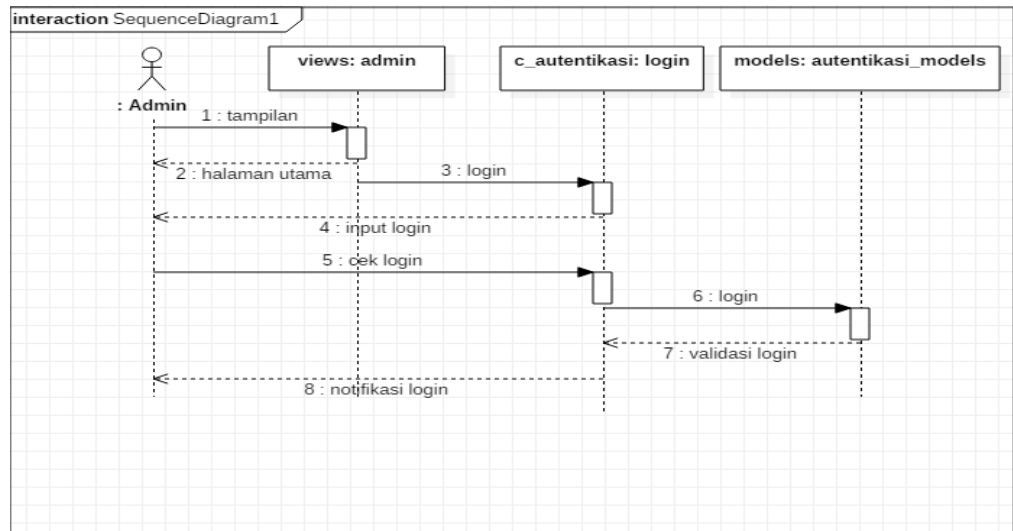 interaction SequenceDiagram1
views: admin
c_autentikasi: login
models: autentikasi_models
: Admin
1 : tampilan
2 : halaman utama
3 : login
4 : input login
5 : cek login
6 : login
7 : validasi login
8 : notifikasi login